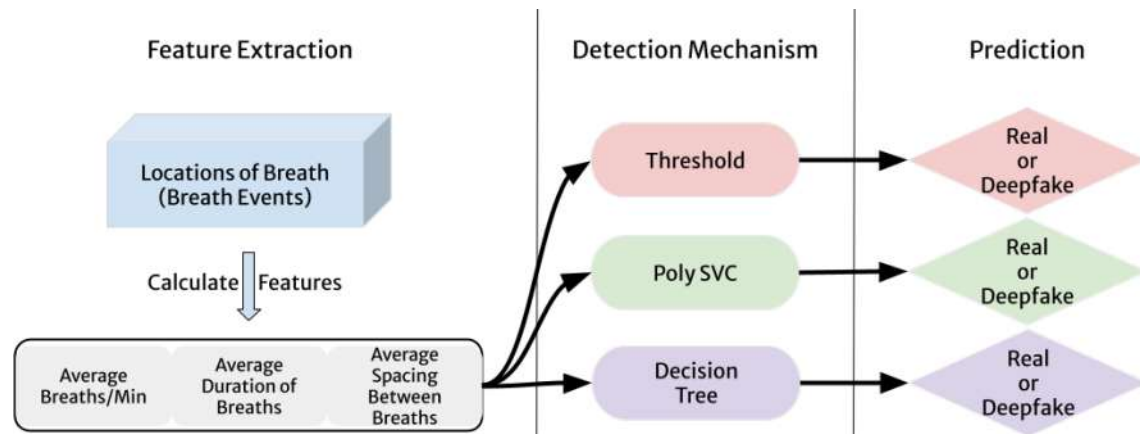 Feature Extraction
Detection Mechanism
Prediction
Locations of Breath
(Breath Events)
Calculate Features
Average
Breaths/Min
Average
Duration of
Breaths
Average
Spacing
Between
Breaths
Threshold
Poly SVC
Decision
Tree
Real
or
Deepfake
Real
or
Deepfake
Real
or
Deepfake